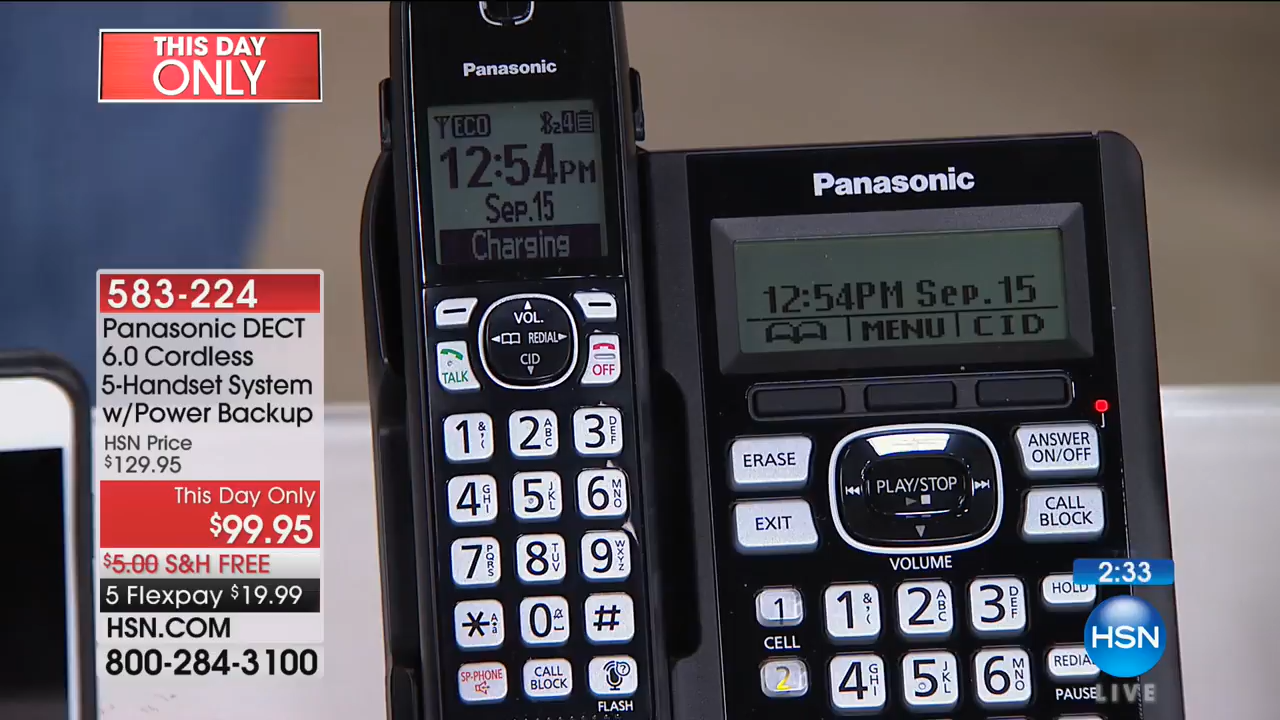 THIS DAY
ONLY
583-224
Panasonic DECT
6.0 Cordless
5-Handset System
w/Power Backup
HSN Price
$129.95
This Day Only
$99.95
$5.00 S&H FREE
5 Flexpay $19.99
HSN.COM
800-284-3100
Panasonic
ECO
24
12:54PM
Sep.15
Charging
VOL.
REDIAL
CID
TALK
OFF
1 &'(
2 ABC
3 DEF
4 GHI
5 JKL
6 MNO
7 PQRS
8 TUV
9 WXYZ
* Aa
0
#
SP-PHONE
CALL
BLOCK
FLASH
Panasonic
12:54PM Sep.15
MENU CID
ERASE
PLAY/STOP
ANSWER
ON/OFF
EXIT
CALL
BLOCK
VOLUME
1
CELL
2
1 &'(
2 ABC
3 DEF
HOLD
4 GHI
5 JKL
6 MNO
REDIA
PAUSE
2:33
HSN
LIVE